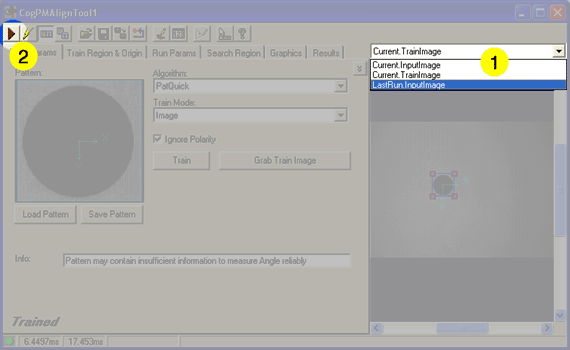 CogPMAlignTool1
2
Params
Train Region & Origin
Run Params
Search Region
Graphics
Results
Current.TrainImage
Current.InputImage
Current.TrainImage
LastRun.InputImage
1
Pattern:
Algorithm:
PatQuick
Train Mode:
Image
Ignore Polarity
Train
Grab Train Image
Load Pattern
Save Pattern
Info:
Pattern may contain insufficient information to measure Angle reliably
Trained
6.4497ms
17.453ms